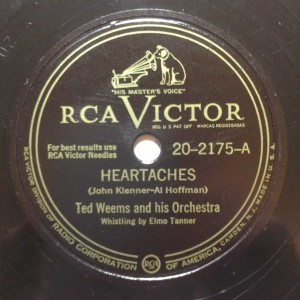 "HIS MASTER'S VOICE"
RCA VICTOR
REG. U S PAT OFF MARCAS REGISTRADAS
For best results use
RCA Victor Needles
20-2175-A
HEARTACHES
(John Klenner-Al Hoffman)
Ted Weems and his Orchestra
Whistling by Elmo Tanner
RCA VICTOR DIVISION OF RADIO CORPORATION OF AMERICA, CAMDEN, N.J. MADE IN U.S.A.
RCA